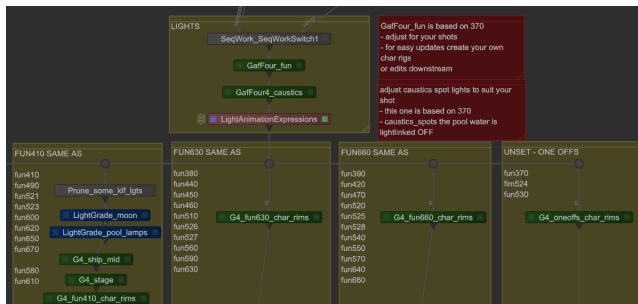 LIGHTS
SeqWork_SeqWorkSwitch1
GafFour_fun
GafFour4_caustics
LightAnimationExpressions
GafFour_fun is based on 370
- adjust for your shots
- for easy updates create your own
char rigs
or edits downstream
adjust caustics spot lights to suit your
shot
- this one is based on 370
- caustics_spots the pool water is
lightlinked OFF
FUN410 SAME AS
fun410
fun490
fun521
fun523
fun600
fun620
fun650
fun670
fun580
fun610
Prune_some_klf_lgts
LightGrade_moon
LightGrade_pool_lamps
G4_ship_mid
G4_stage
G4_fun410_char_rims
FUN630 SAME AS
fun380
fun440
fun450
fun460
fun510
fun526
fun527
fun560
fun590
fun630
G4_fun630_char_rims
FUN660 SAME AS
fun390
fun420
fun470
fun520
fun525
fun528
fun540
fun550
fun570
fun640
fun660
G4_fun660_char_rims
UNSET - ONE OFFS
fun370
fim524
fun530
G4_oneoffs_char_rims